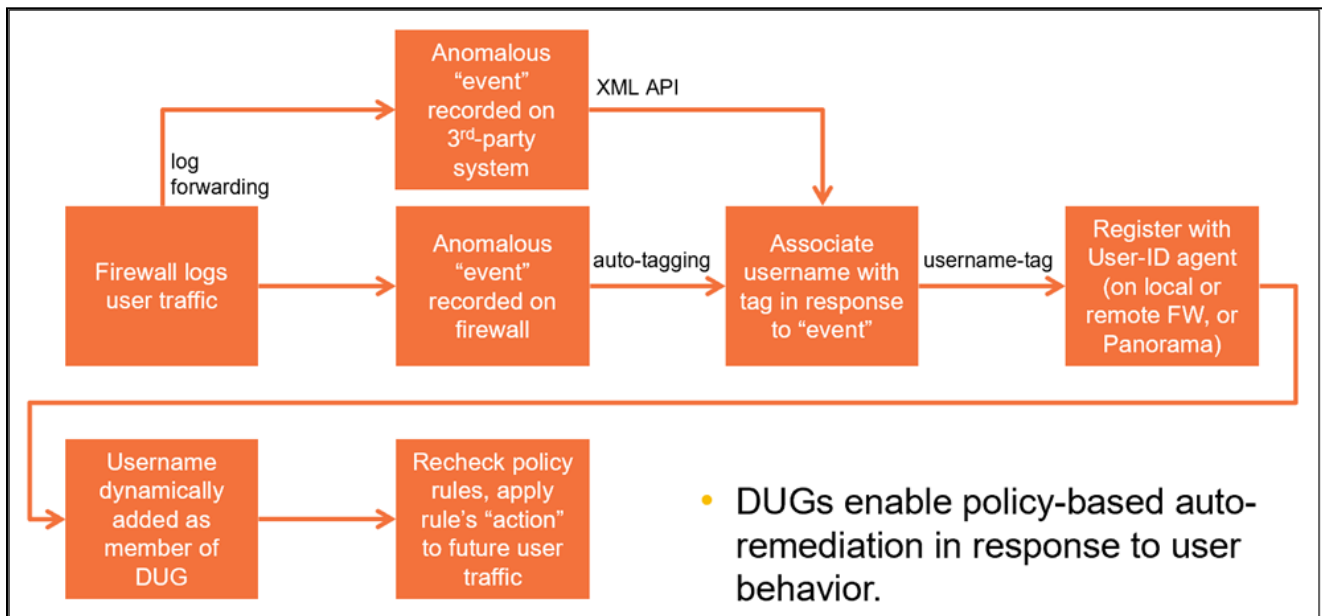 Anomalous
“event”
recorded on
3rd-party
system
XML API
log
forwarding
Firewall logs
user traffic
Anomalous
“event”
recorded on
firewall
auto-tagging
Associate
username with
tag in response
to “event”
username-tag
Register with
User-ID agent
(on local or
remote FW, or
Panorama)
Username
dynamically
added as
member of
DUG
Recheck policy
rules, apply
rule’s “action”
to future user
traffic
• DUGs enable policy-based auto-
remediation in response to user
behavior.